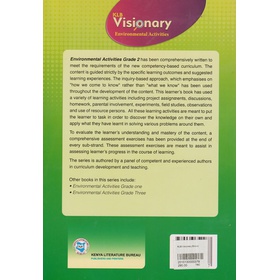 KLB
Visionary
Environmental Activities
Environmental Activities Grade 2 has been comprehensively written to
meet the requirements of the new competency-based curriculum. The
content is guided strictly by the specific learning outcomes and suggested
learning experiences. The inquiry-based approach, which emphasises on
"how we come to know" rather than "what we know" has been used
throughout the development of the content. This learner's book has used
a variety of learning activities including project assignments, discussions,
homework, parental involvement, experiments, field studies, observations
and use of resource persons. All these learning activities are meant to put
the learner to task in order to discover the knowledge on their own and
apply what they have learnt in solving various problems around them.
To evaluate the learner's understanding and mastery of the content, a
comprehensive assessment exercises has been provided at the end of
every sub-strand. These assessment exercises are meant to assist in
assessing learner's progress in the course of learning.
The series is authored by a panel of competent and experienced authors
in curriculum development and teaching.
Other books in this series include:
• Environmental Activities Grade one
• Environmental Activities Grade Three
KENYA LITERATURE BUREAU